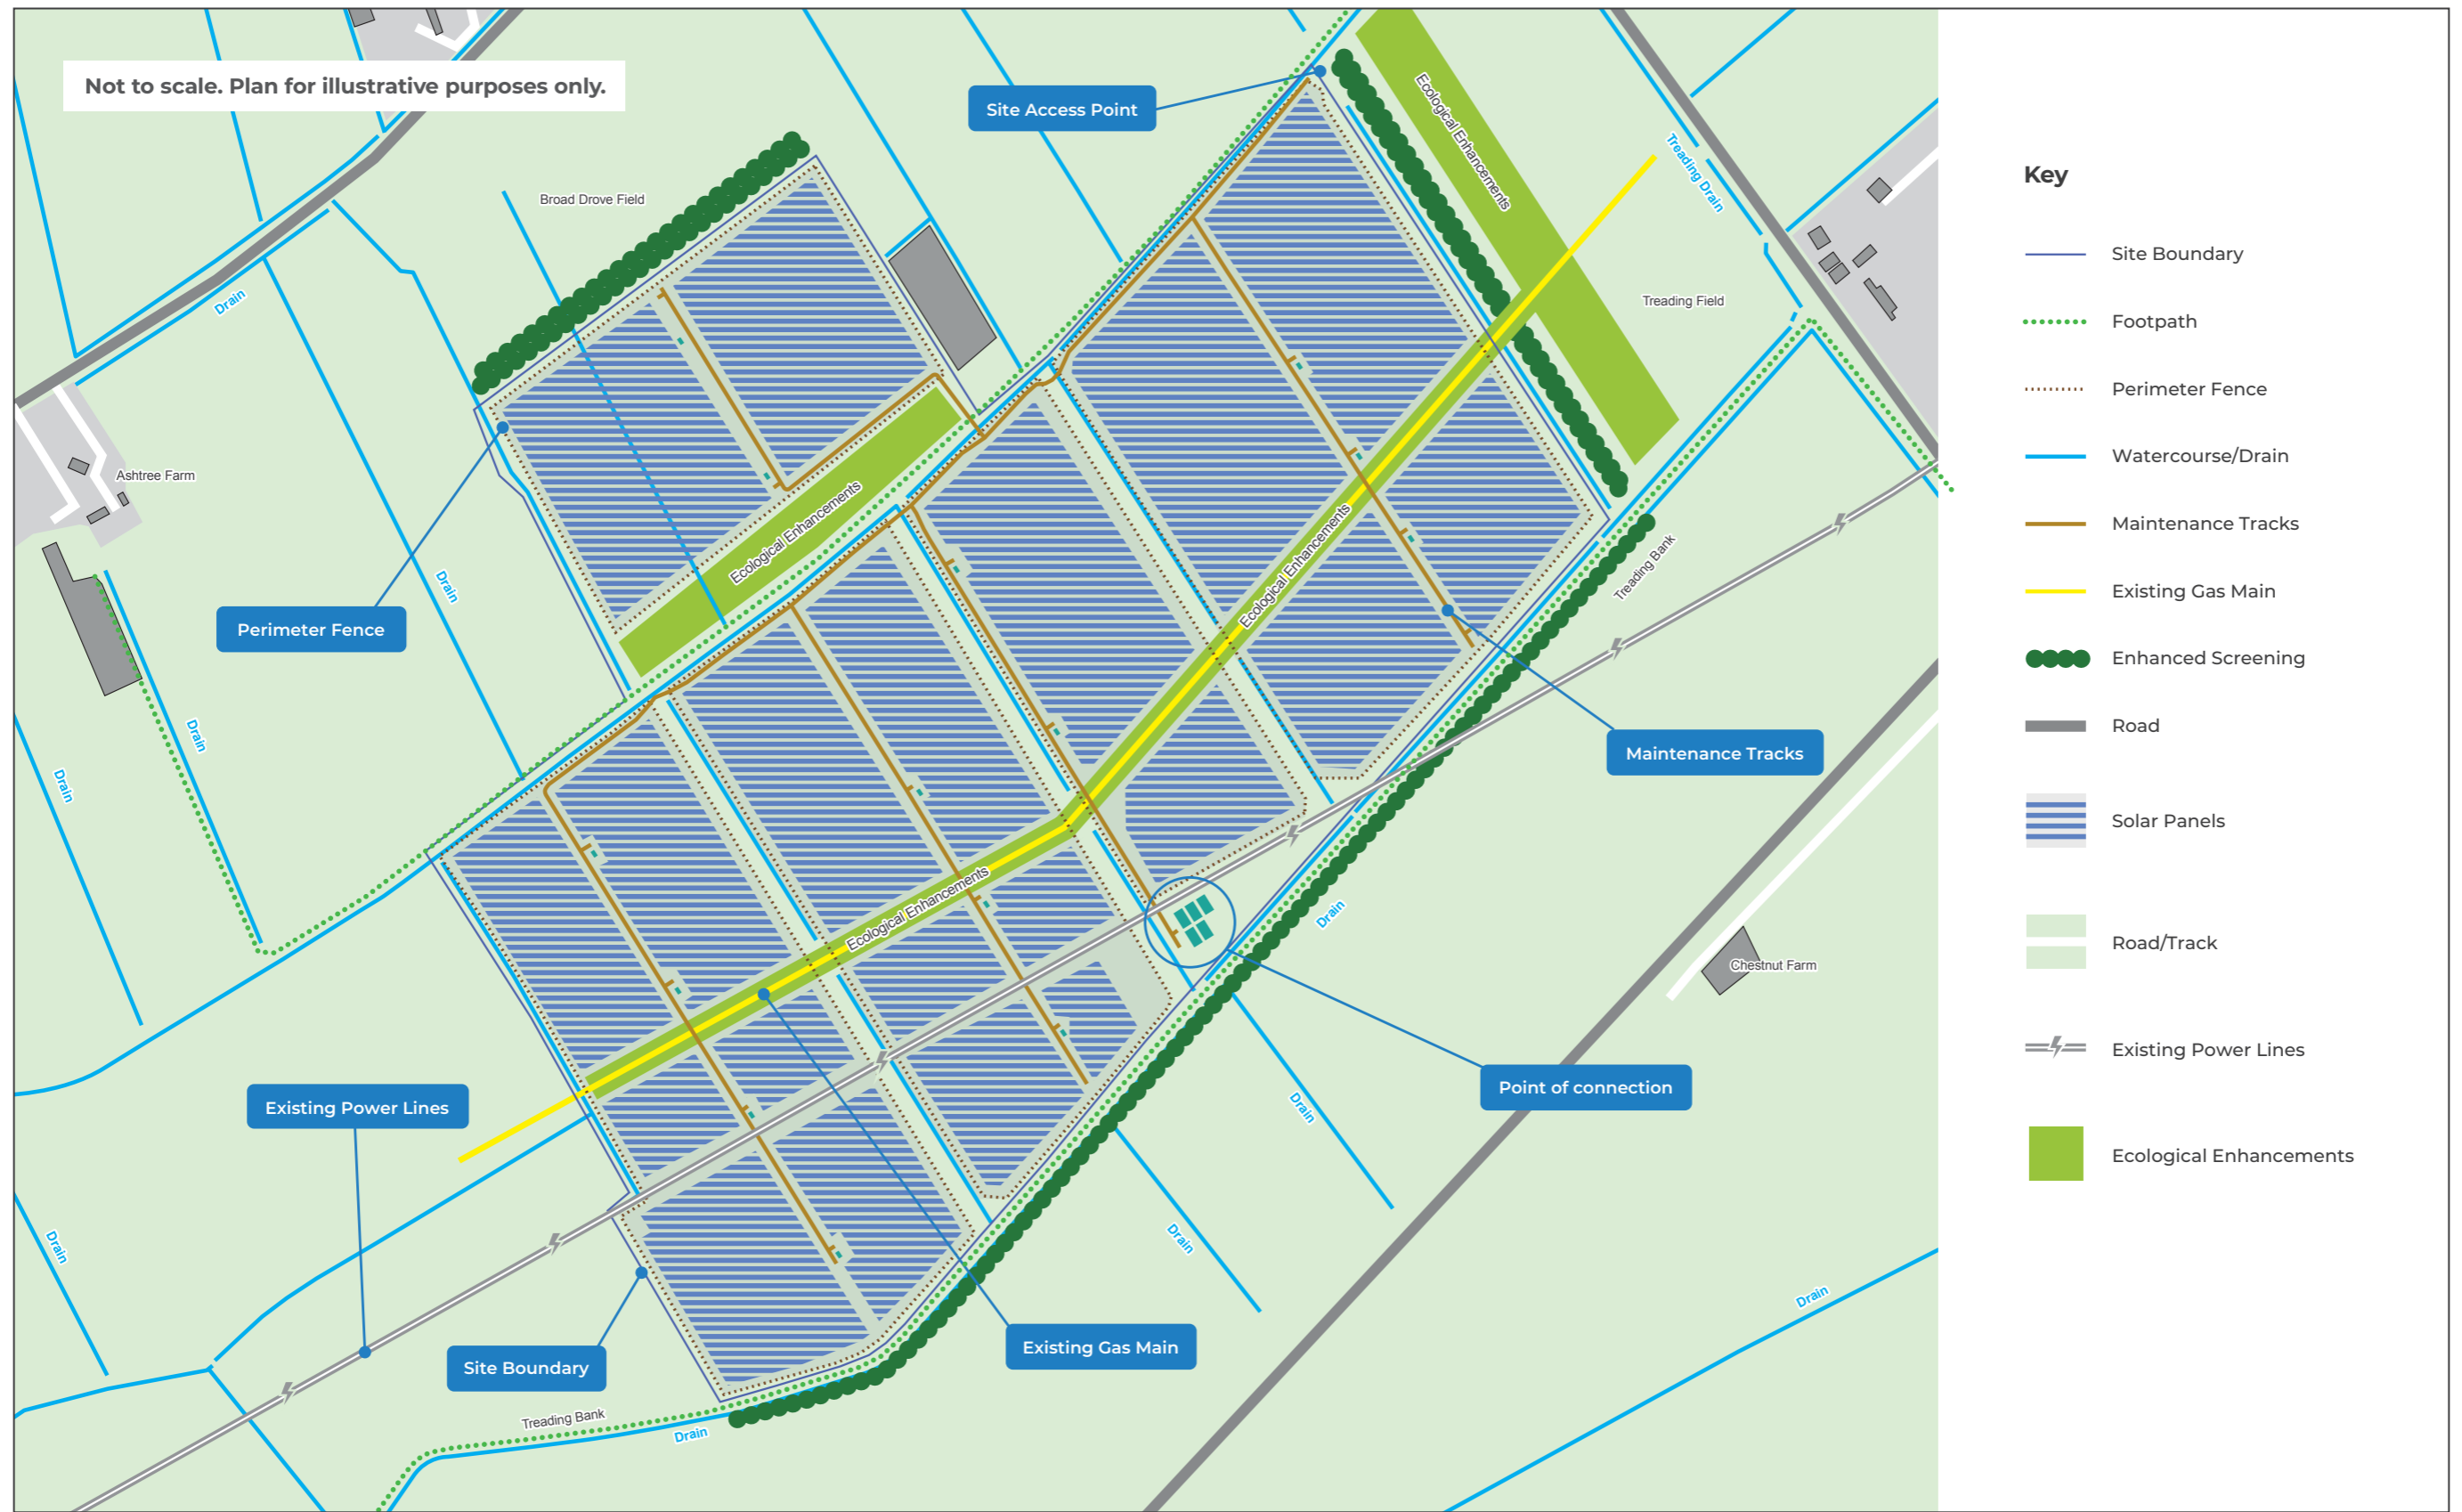 Not to scale. Plan for illustrative purposes only.
Site Access Point
Ecological Enhancements
Treading Drain
Broad Drove Field
Treading Field
Drain
Ashtree Farm
Perimeter Fence
Ecological Enhancements
Ecological Enhancements
Treading Bank
Drain
Drain
Drain
Maintenance Tracks
Ecological Enhancements
Drain
Chestnut Farm
Existing Power Lines
Point of connection
Drain
Drain
Drain
Drain
Site Boundary
Existing Gas Main
Treading Bank
Drain
Key
Site Boundary
Footpath
Perimeter Fence
Watercourse/Drain
Maintenance Tracks
Existing Gas Main
Enhanced Screening
Road
Solar Panels
Road/Track
Existing Power Lines
Ecological Enhancements